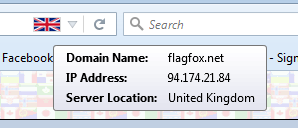 Search
Facebook
- Sign
Domain Name: flagfox.net
IP Address: 94.174.21.84
Server Location: United Kingdom